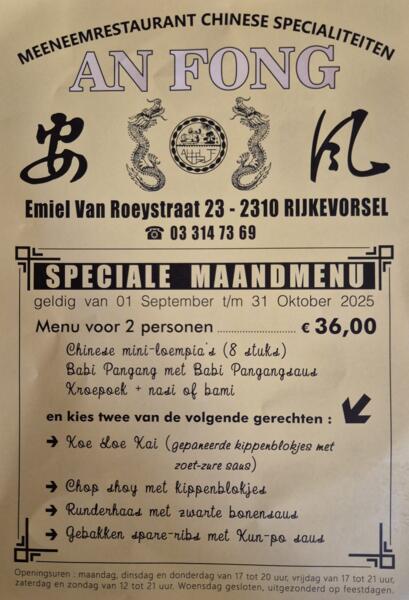 MEENEEMRESTAURANT CHINESE SPECIALITEITEN
AN FONG
安 风
Emiel Van Roeystraat 23 - 2310 RIJKEVORSEL
☎ 03 314 73 69
SPECIALE MAANDMENU
geldig van 01 September t/m 31 Oktober 2025
Menu voor 2 personen ........................ € 36,00
Chinese mini-loempia's (8 stuks)
Babi Pangang met Babi Pangangsaus
Kroepoek + nasi of bami
en kies twee van de volgende gerechten :
➔ Koe Loe Kai (gepaneerde kippenblokjes met
zoet-zure saus)
➔ Chop shoy met kippenblokjes
➔ Runderhaas met zwarte bonensaus
➔ Gebakken spare-ribs met Kun-po saus
Openingsuren : maandag, dinsdag en donderdag van 17 tot 20 uur, vrijdag van 17 tot 21 uur,
zaterdag en zondag van 12 tot 21 uur. Woensdag gesloten, uitgezonderd op feestdagen.